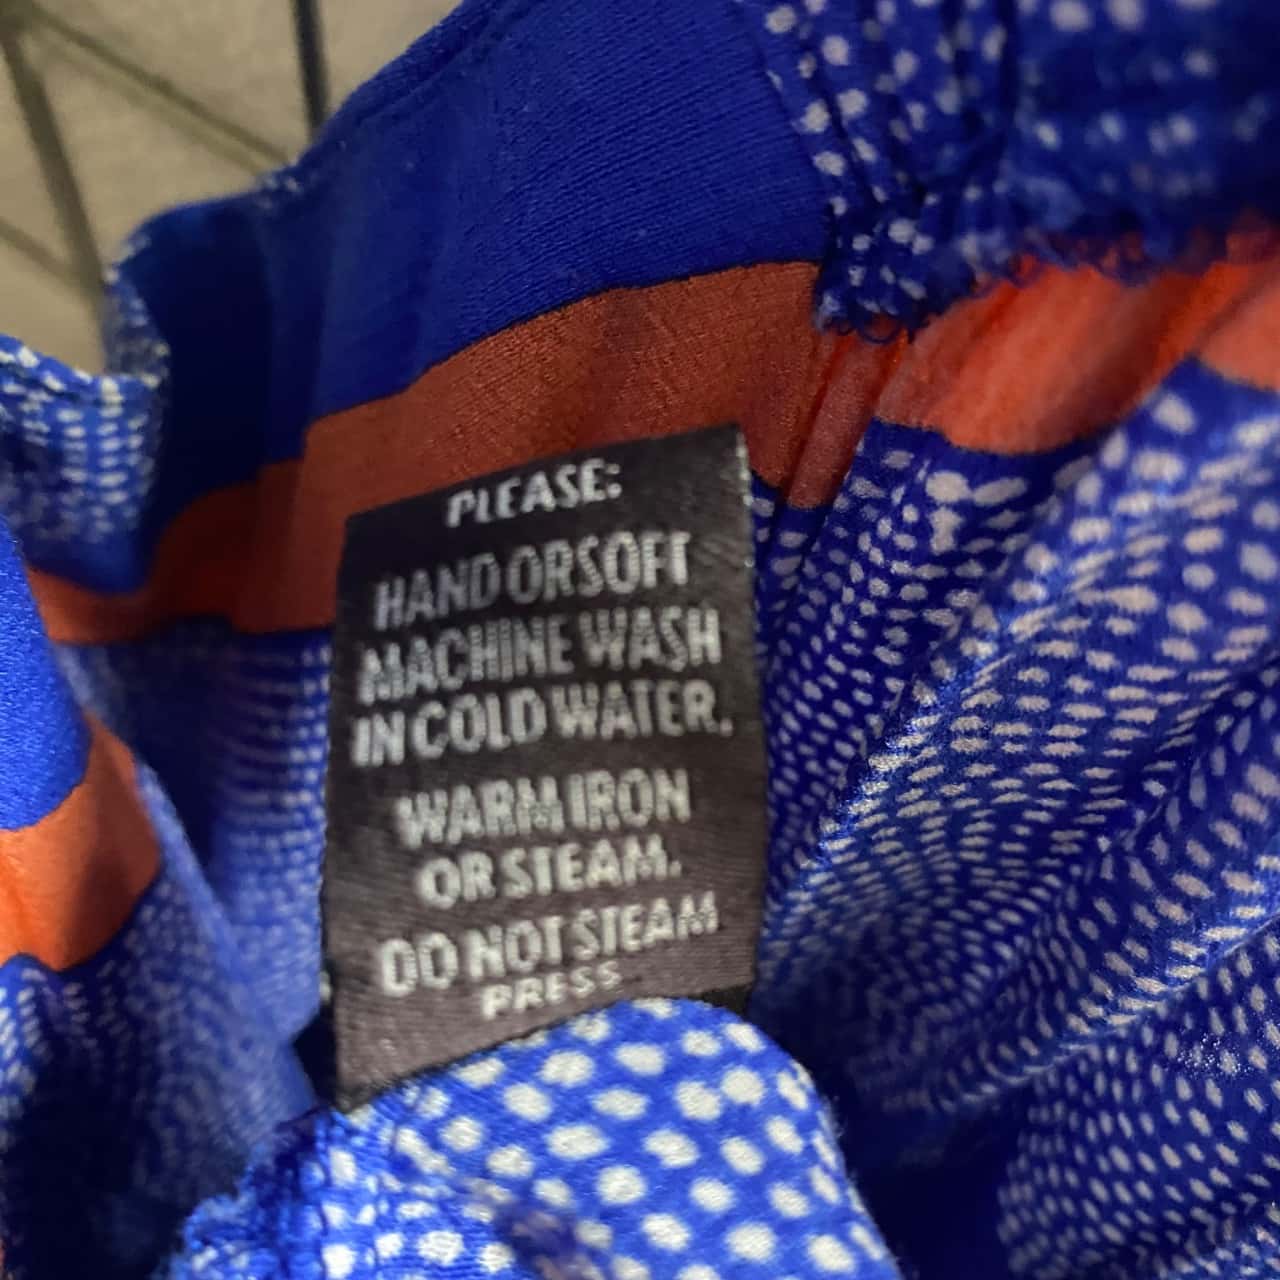 PLEASE:
HAND OR SOFT
MACHINE WASH
IN COLD WATER.
WARM IRON
OR STEAM.
DO NOT STEAM
PRESS